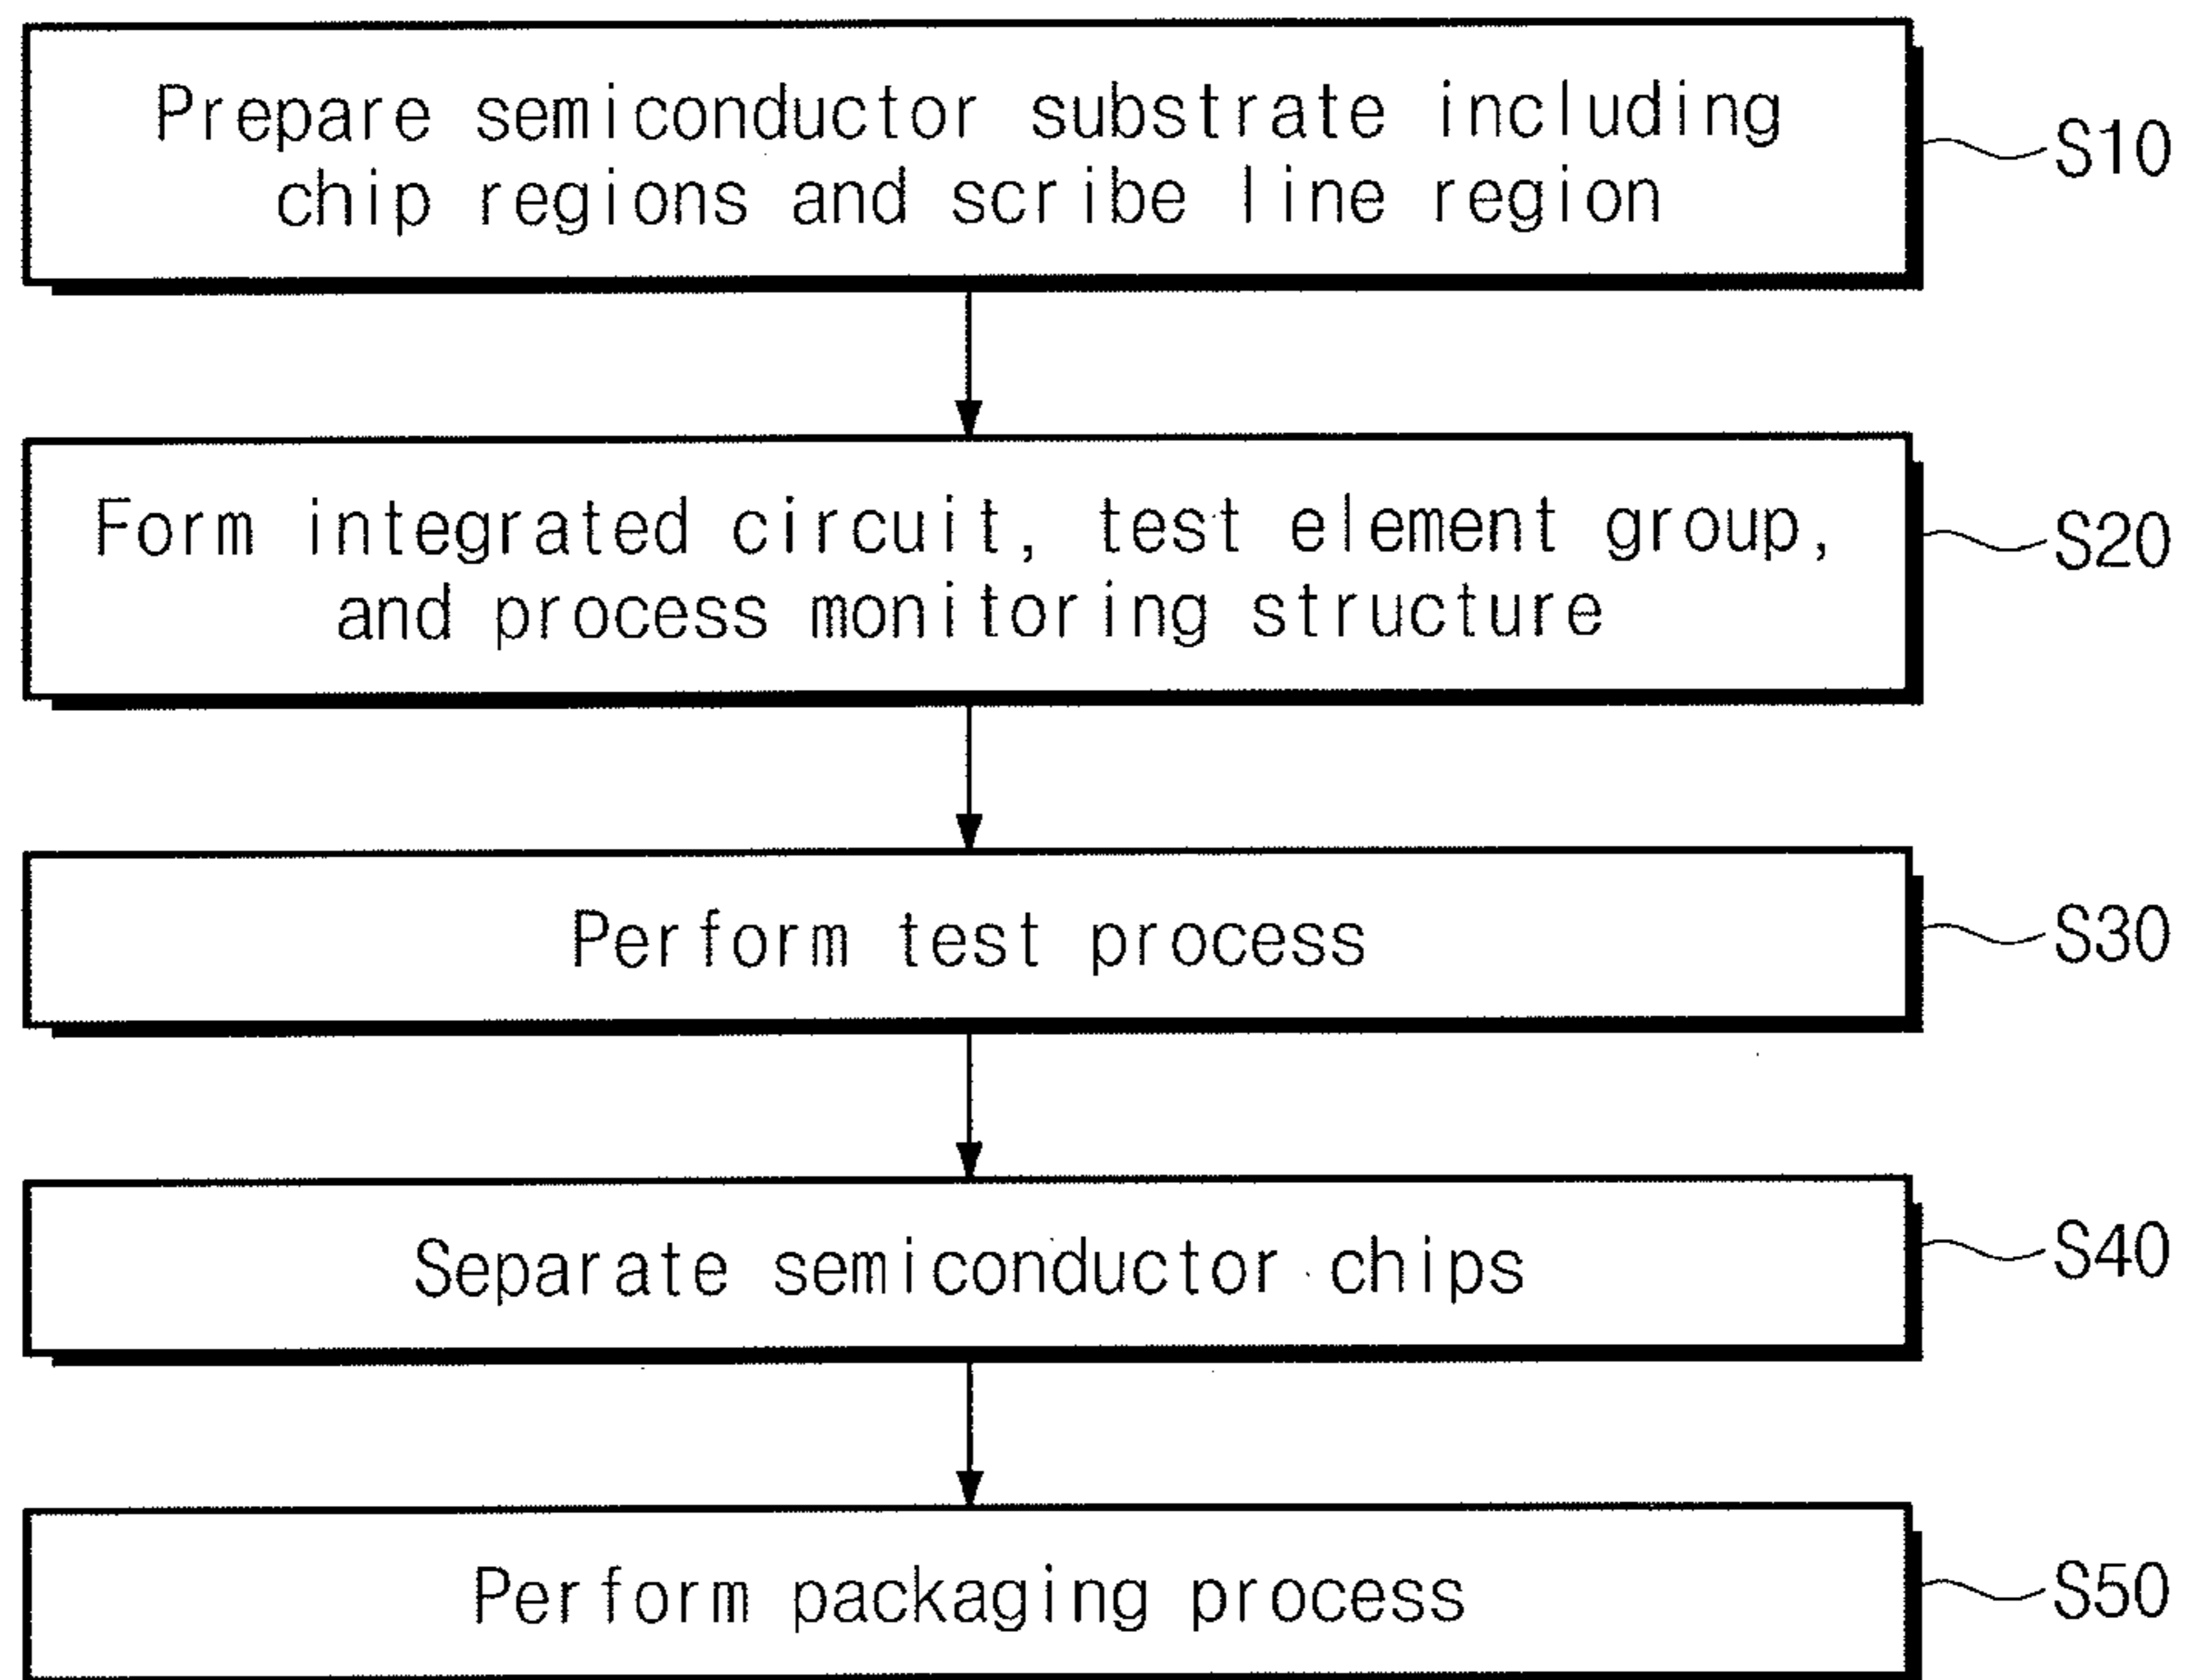 Prepare semiconductor substrate including
chip regions and scribe line region
S10
Form integrated circuit, test element group,
and process monitoring structure
S20
Perform test process
S30
Separate semiconductor chips
S40
Perform packaging process
S50